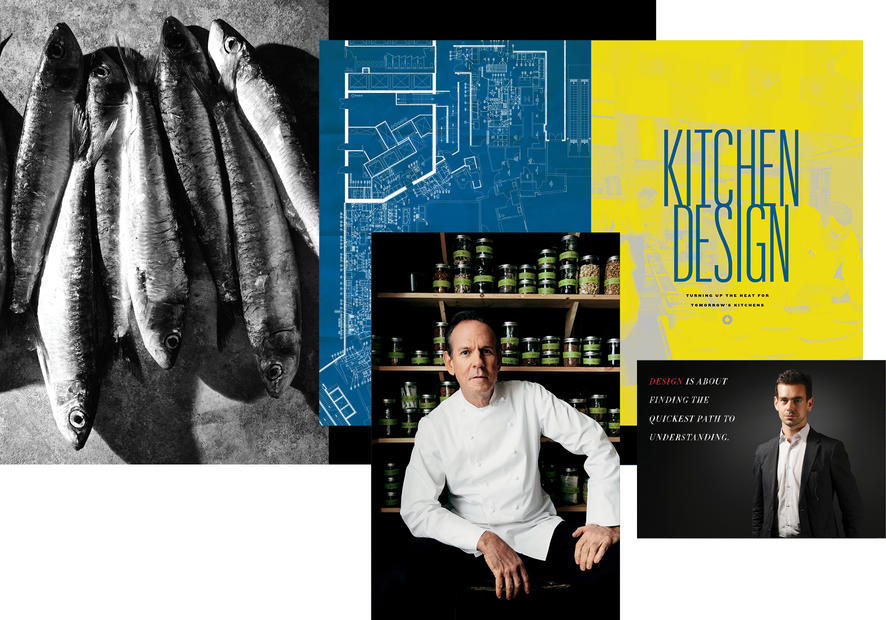 KITCHEN
DESIGN
TURNING UP THE HEAT FOR
TOMORROW'S KITCHENS
DESIGN IS ABOUT
FINDING THE
QUICKEST PATH TO
UNDERSTANDING.